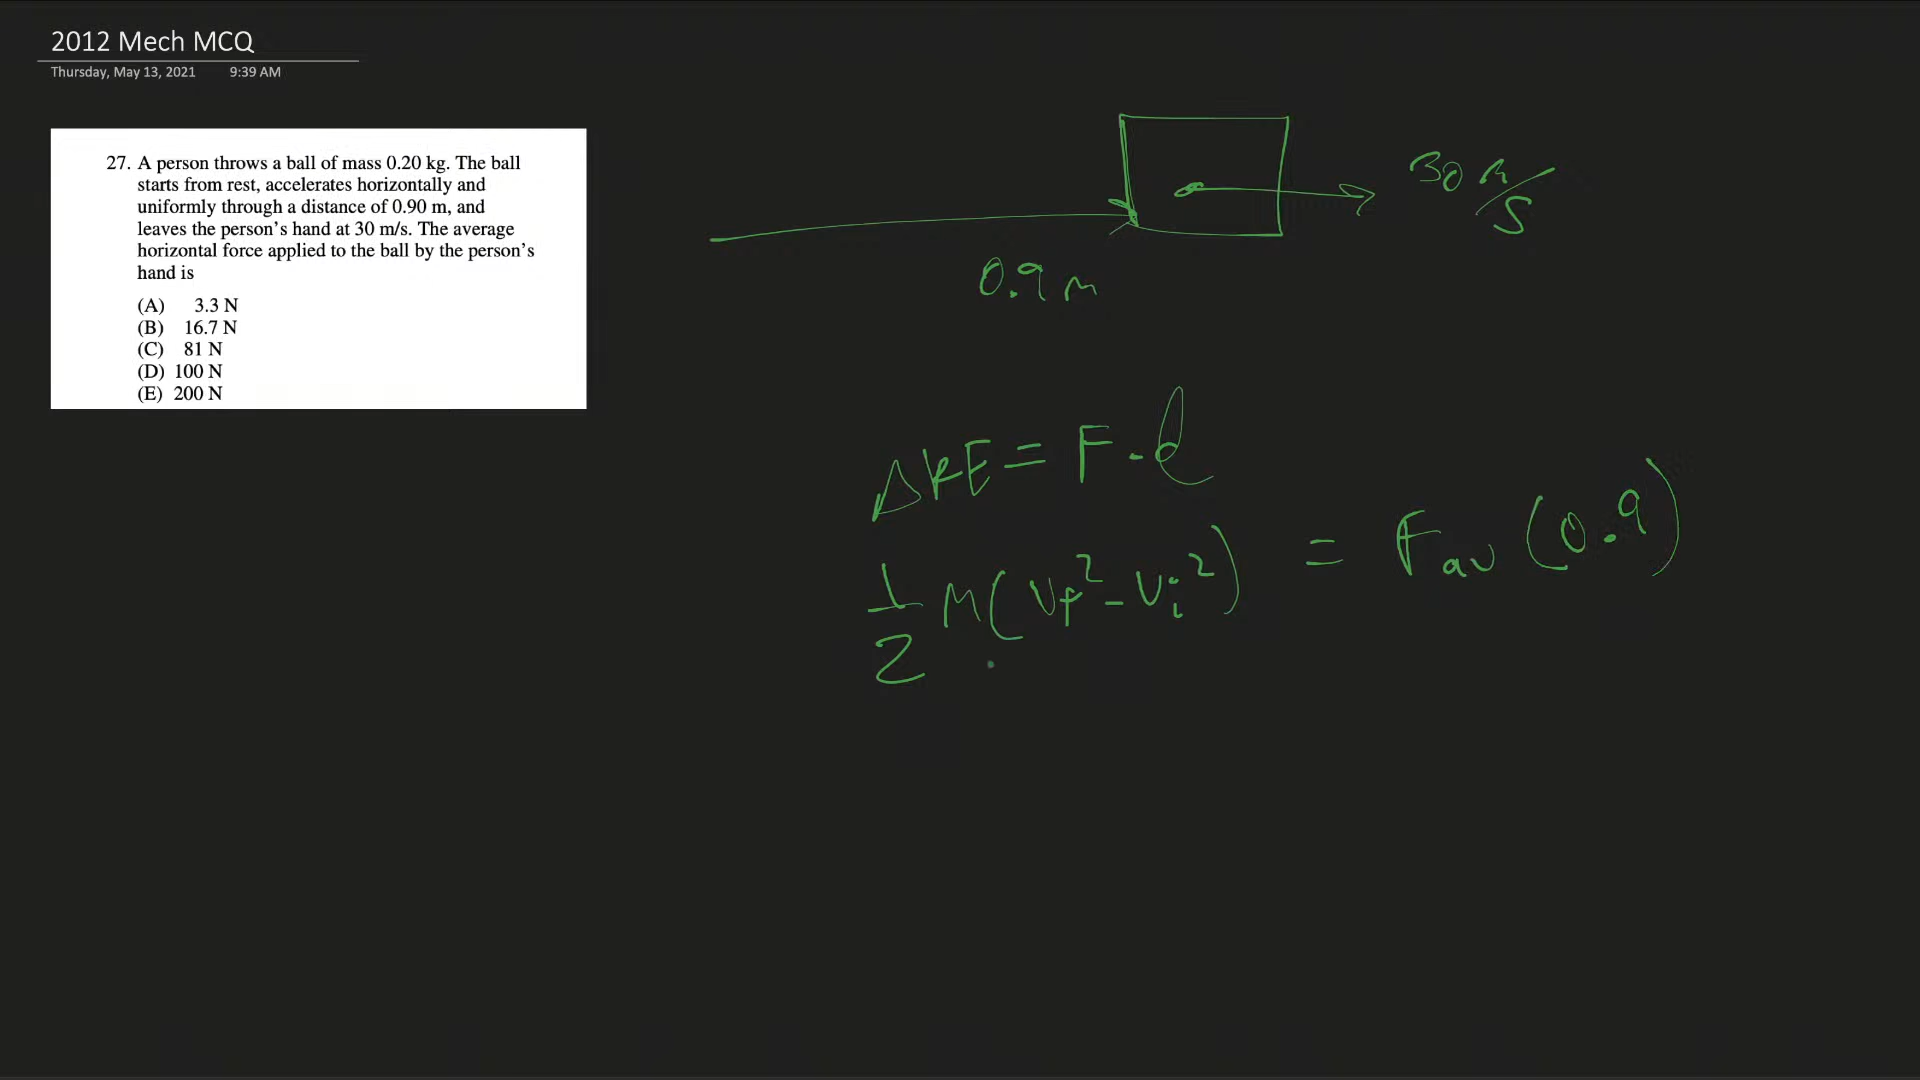 2012 Mech MCQ
Thursday, May 13, 2021 9:39 AM
27. A person throws a ball of mass 0.20 kg. The ball
starts from rest, accelerates horizontally and
uniformly through a distance of 0.90 m, and
leaves the person's hand at 30 m/s. The average
horizontal force applied to the ball by the person's
hand is
(A) 3.3 N
(B) 16.7 N
(C) 81 N
(D) 100 N
(E) 200 N
30 m/s
0.9 m
ΔKE = F · d
1/2 M(Vf² - Vi²) = Fav (0.9)